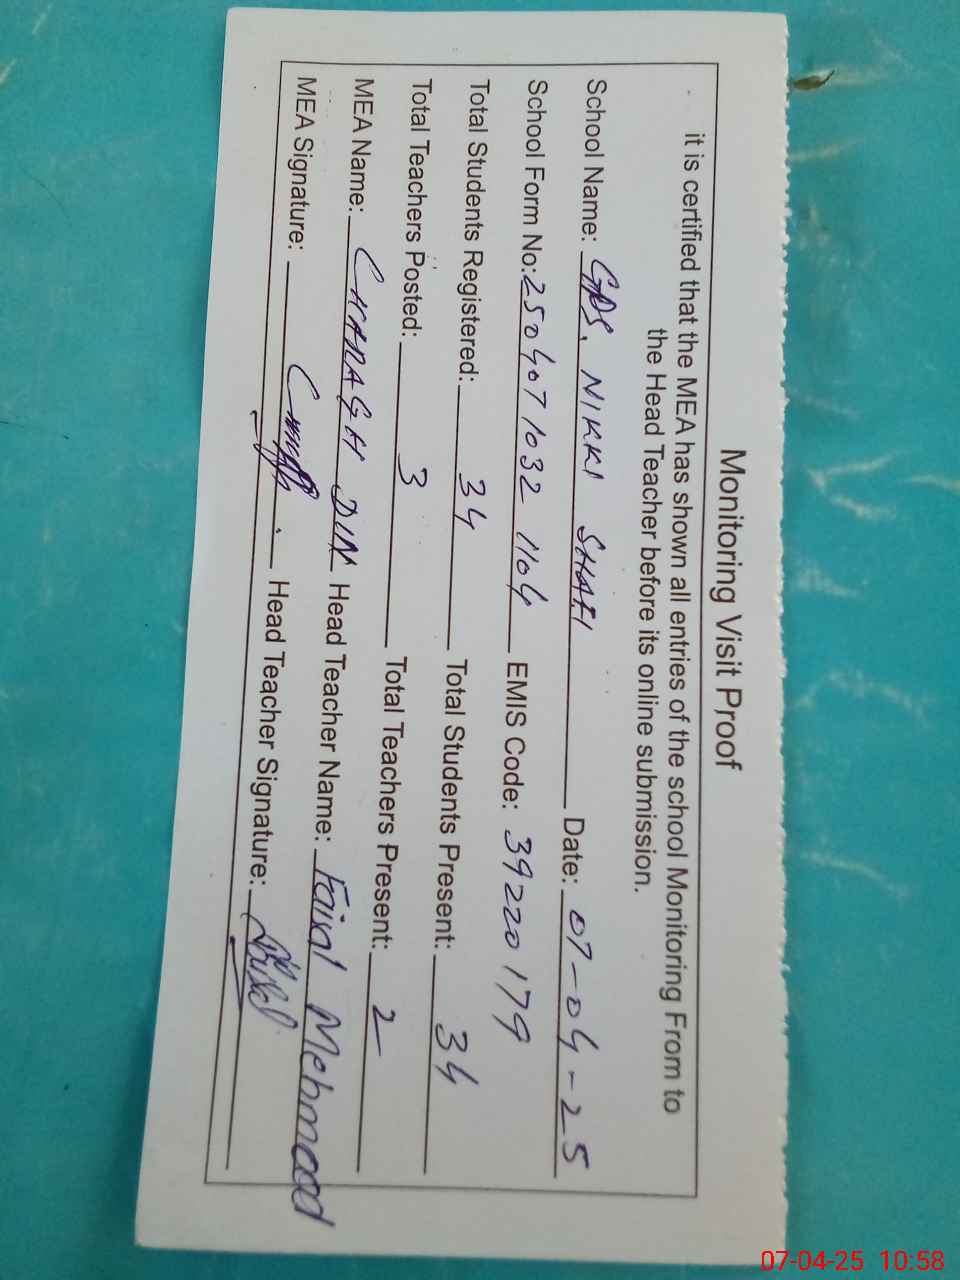 Monitoring Visit Proof
it is certified that the MEA has shown all entries of the school Monitoring From to
the Head Teacher before its online submission.
School Name: GPS. NIKKI SHAFI Date: 07-04-25
School Form No: 250407 1032 1104 EMIS Code: 39220179
Total Students Registered: 34 Total Students Present: 34
Total Teachers Posted: 3 Total Teachers Present: 2
MEA Name: CHARAGH DIN Head Teacher Name: Faisal Mehmood
MEA Signature: Head Teacher Signature:
07-04-25 10:58